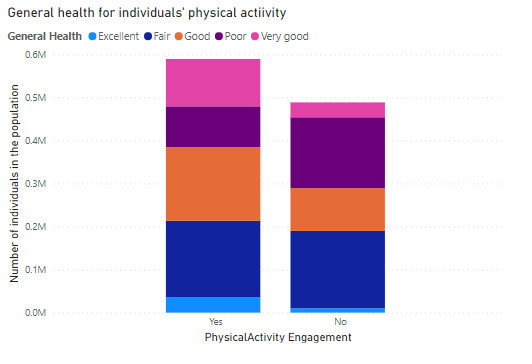 General health for individuals' physical actiivity
General Health Excellent Fair Good Poor Very good
0.6M
0.5M
0.4M
0.3M
0.2M
0.1M
0.0M
Number of individuals in the population
Yes No
PhysicalActivity Engagement